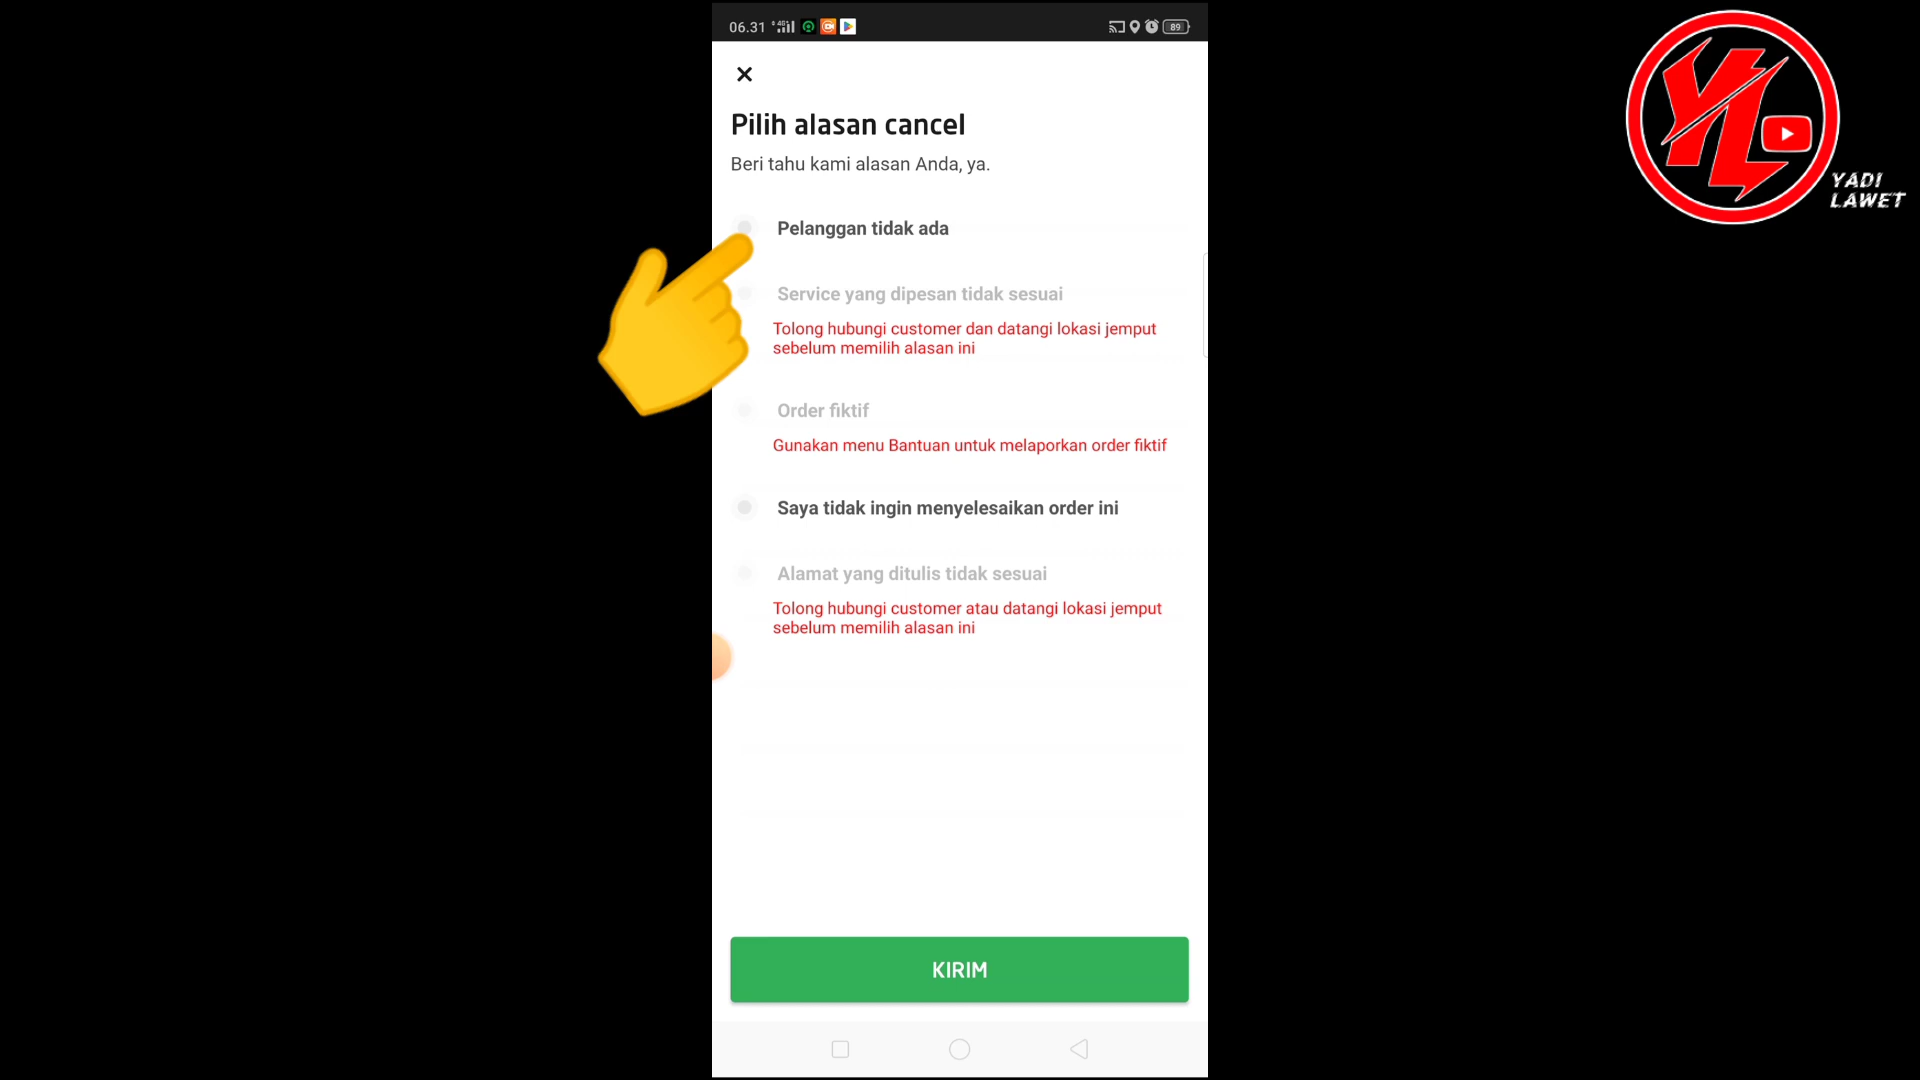 06.31
89
Pilih alasan cancel
Beri tahu kami alasan Anda, ya.
Pelanggan tidak ada
Service yang dipesan tidak sesuai
Tolong hubungi customer dan datangi lokasi jemput
sebelum memilih alasan ini
Order fiktif
Gunakan menu Bantuan untuk melaporkan order fiktif
Saya tidak ingin menyelesaikan order ini
Alamat yang ditulis tidak sesuai
Tolong hubungi customer atau datangi lokasi jemput
sebelum memilih alasan ini
KIRIM
YL
YADI
LAWET